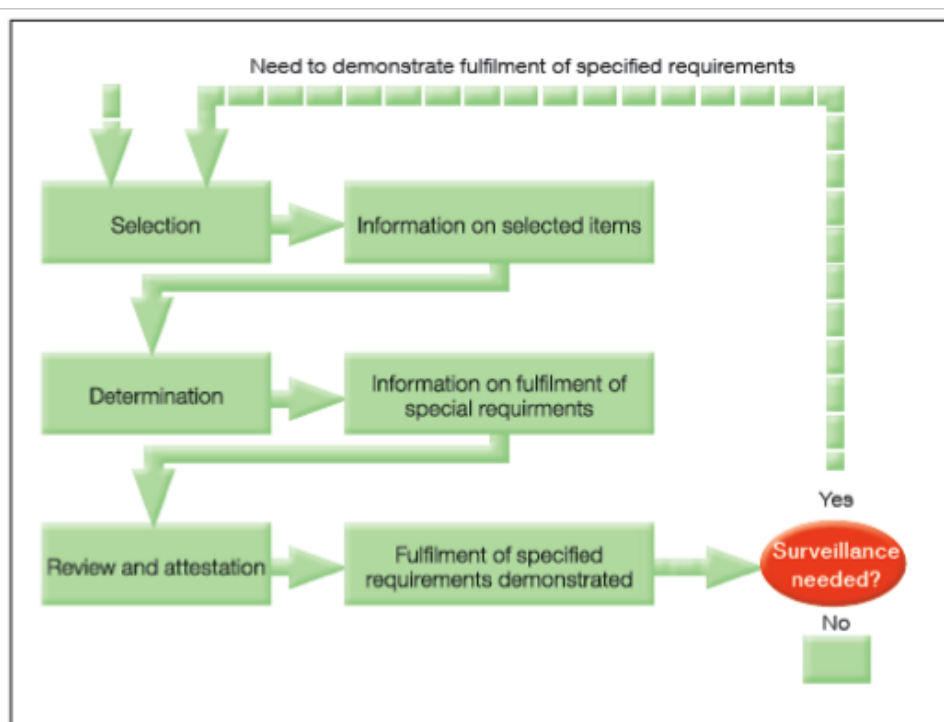 Need to demonstrate fulfilment of specified requirements
Selection
Information on selected items
Determination
Information on fulfilment of
special requirments
Review and attestation
Fulfilment of specified
requirements demonstrated
Yes
Surveillance
needed?
No